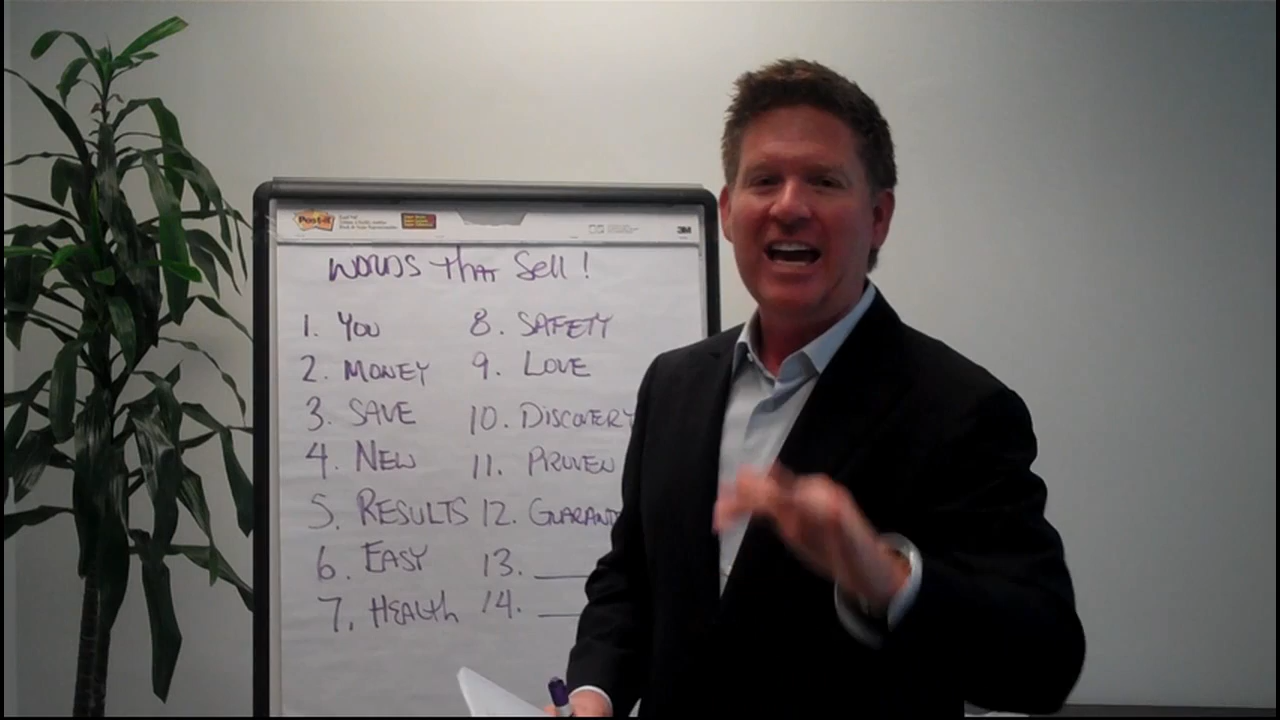 Post-it
3M
WORDS THAT Sell!
1. YOU
2. MONEY
3. SAVE
4. NEW
5. RESULTS
6. EASY
7. HEALTH
8. SAFETY
9. LOVE
10. DISCOVERY
11. PROVEN
12. GUARANT
13. ___
14. ___